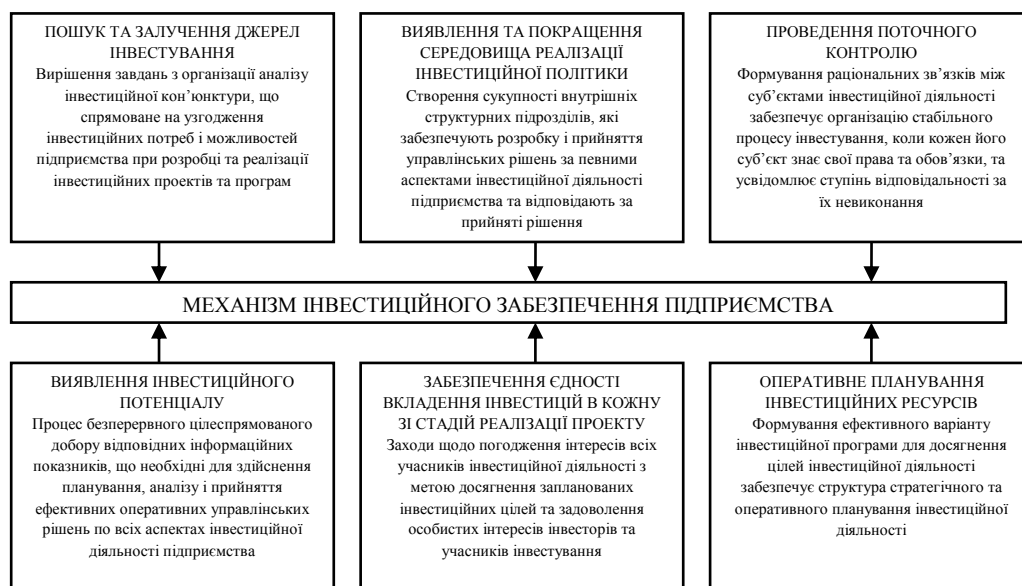 ПОШУК ТА ЗАЛУЧЕННЯ ДЖЕРЕЛ
ІНВЕСТУВАННЯ
Вирішення завдань з організації аналізу
інвестиційної кон’юнктури, що
спрямоване на узгодження
інвестиційних потреб і можливостей
підприємства при розробці та реалізації
інвестиційних проектів та програм
ВИЯВЛЕННЯ ТА ПОКРАЩЕННЯ
СЕРЕДОВИЩА РЕАЛІЗАЦІЇ
ІНВЕСТИЦІЙНОЇ ПОЛІТИКИ
Створення сукупності внутрішніх
структурних підрозділів, які
забезпечують розробку і прийняття
управлінських рішень за певними
аспектами інвестиційної діяльності
підприємства та відповідають за
прийняті рішення
ПРОВЕДЕННЯ ПОТОЧНОГО
КОНТРОЛЮ
Формування раціональних зв’язків між
суб’єктами інвестиційної діяльності
забезпечує організацію стабільного
процесу інвестування, коли кожен його
суб’єкт знає свої права та обов’язки, та
усвідомлює ступінь відповідальності за
їх невиконання
МЕХАНІЗМ ІНВЕСТИЦІЙНОГО ЗАБЕЗПЕЧЕННЯ ПІДПРИЄМСТВА
ВИЯВЛЕННЯ ІНВЕСТИЦІЙНОГО
ПОТЕНЦІАЛУ
Процес безперервного цілеспрямованого
добору відповідних інформаційних
показників, що необхідні для здійснення
планування, аналізу і прийняття
ефективних оперативних управлінських
рішень по всіх аспектах інвестиційної
діяльності підприємства
ЗАБЕЗПЕЧЕННЯ ЄДНОСТІ
ВКЛАДЕННЯ ІНВЕСТИЦІЙ В КОЖНУ
ЗІ СТАДІЙ РЕАЛІЗАЦІЇ ПРОЕКТУ
Заходи щодо погодження інтересів всіх
учасників інвестиційної діяльності з
метою досягнення запланованих
інвестиційних цілей та задоволення
особистих інтересів інвесторів та
учасників інвестування
ОПЕРАТИВНЕ ПЛАНУВАННЯ
ІНВЕСТИЦІЙНИХ РЕСУРСІВ
Формування ефективного варіанту
інвестиційної програми для досягнення
цілей інвестиційної діяльності
забезпечує структура стратегічного та
оперативного планування інвестиційної
діяльності